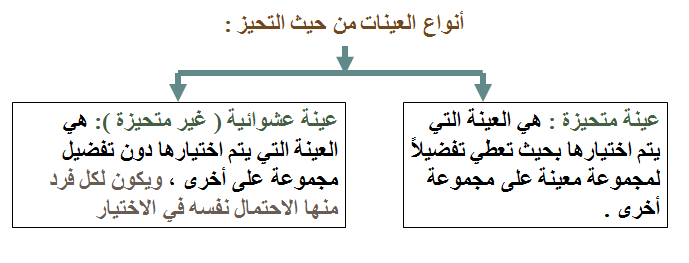 أنواع العينات من حيث التحيز :
عينة متحيزة : هي العينة التي
يتم اختيارها بحيث تعطي تفضيلاً
لمجموعة معينة على مجموعة
أخرى .
عينة عشوائية ( غير متحيزة ): هي
العينة التي يتم اختيارها دون تفضيل
مجموعة على أخرى ، ويكون لكل فرد
منها الاحتمال نفسه في الاختيار